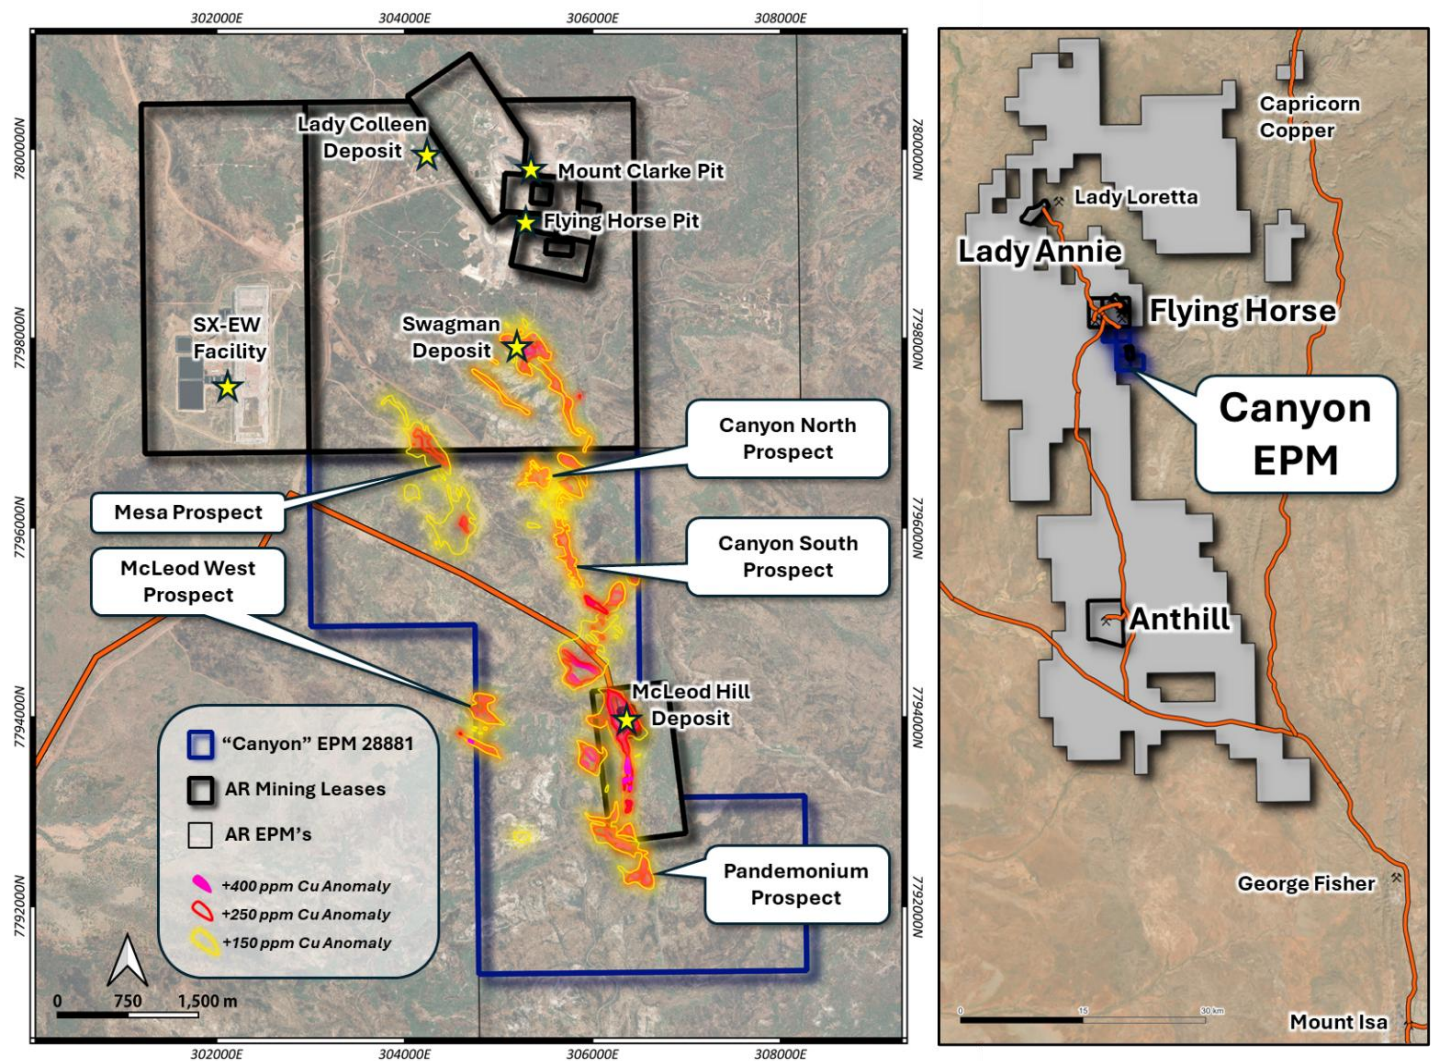 302000E
304000E
306000E
308000E
7800000N
7798000N
7796000N
7794000N
7792000N
Lady Colleen
Deposit
Mount Clarke Pit
Flying Horse Pit
SX-EW
Facility
Swagman
Deposit
Canyon North
Prospect
Mesa Prospect
Canyon South
Prospect
McLeod West
Prospect
McLeod Hill
Deposit
Pandemonium
Prospect
“Canyon” EPM 28881
AR Mining Leases
AR EPM's
+400 ppm Cu Anomaly
+250 ppm Cu Anomaly
+150 ppm Cu Anomaly
0 750 1,500 m
7800000N
7798000N
7796000N
7794000N
7792000N
302000E
304000E
306000E
308000E
Capricorn
Copper
Lady Loretta
Lady Annie
Flying Horse
Canyon
EPM
Anthill
George Fisher
Mount Isa
0 15 30 km